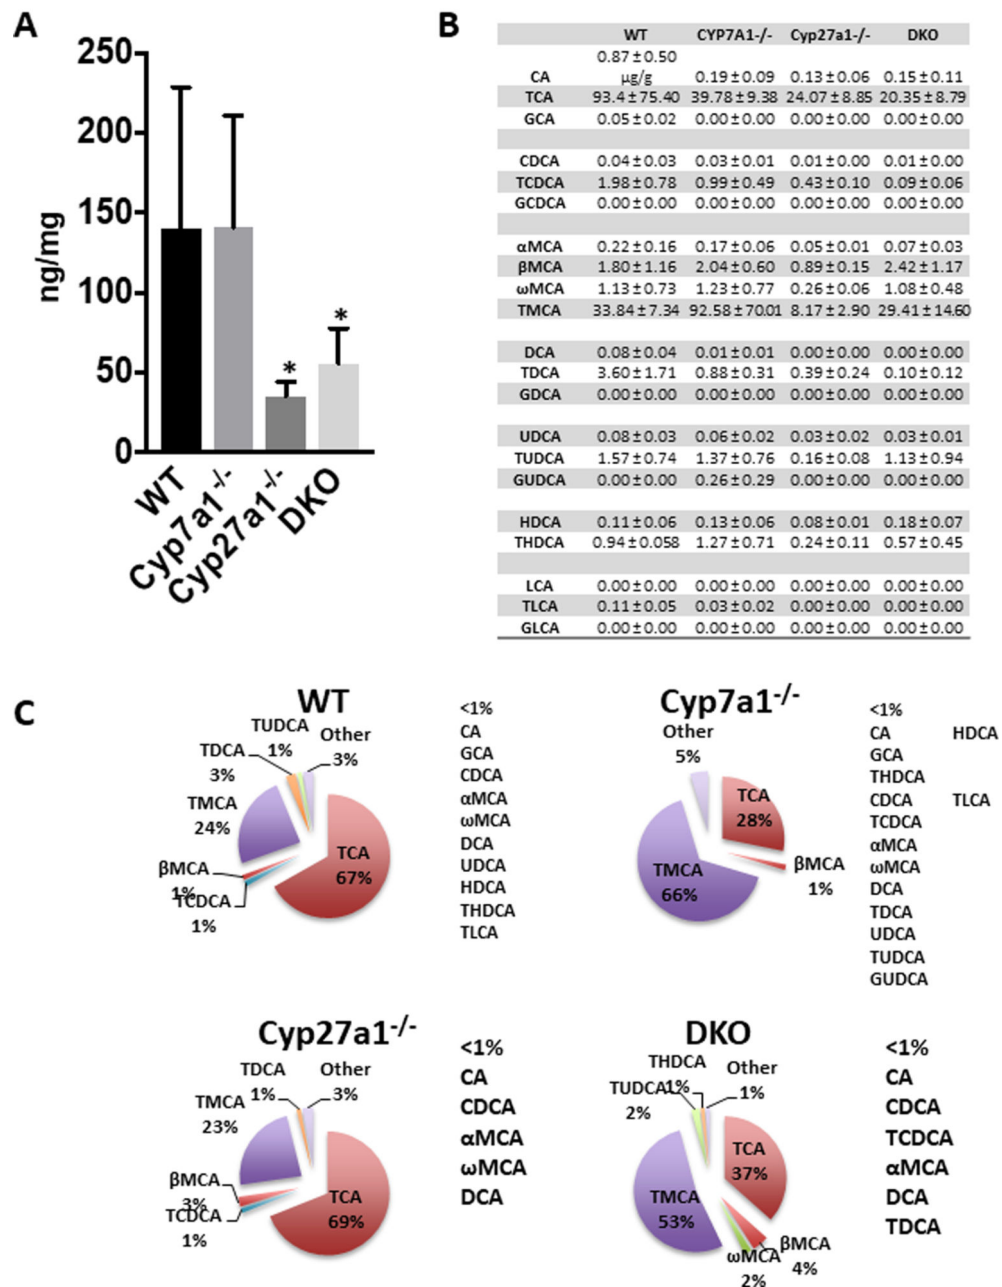 A
ng/mg
250
200
150
100
50
0
*
*
WT
Cyp7a1-/-
Cyp27a1-/-
DKO
B
WT CYP7A1-/- Cyp27a1-/- DKO
0.87±0.50
CA μg/g 0.19±0.09 0.13±0.06 0.15±0.11
TCA 93.4±75.40 39.78±9.38 24.07±8.85 20.35±8.79
GCA 0.05±0.02 0.00±0.00 0.00±0.00 0.00±0.00
CDCA 0.04±0.03 0.03±0.01 0.01±0.00 0.01±0.00
TCDCA 1.98±0.78 0.99±0.49 0.43±0.10 0.09±0.06
GCDCA 0.00±0.00 0.00±0.00 0.00±0.00 0.00±0.00
αMCA 0.22±0.16 0.17±0.06 0.05±0.01 0.07±0.03
βMCA 1.80±1.16 2.04±0.60 0.89±0.15 2.42±1.17
ωMCA 1.13±0.73 1.23±0.77 0.26±0.06 1.08±0.48
TMCA 33.84±7.34 92.58±70.01 8.17±2.90 29.41±14.60
DCA 0.08±0.04 0.01±0.01 0.00±0.00 0.00±0.00
TDCA 3.60±1.71 0.88±0.31 0.39±0.24 0.10±0.12
GDCA 0.00±0.00 0.00±0.00 0.00±0.00 0.00±0.00
UDCA 0.08±0.03 0.06±0.02 0.03±0.02 0.03±0.01
TUDCA 1.57±0.74 1.37±0.76 0.16±0.08 1.13±0.94
GUDCA 0.00±0.00 0.26±0.29 0.00±0.00 0.00±0.00
HDCA 0.11±0.06 0.13±0.06 0.08±0.01 0.18±0.07
THDCA 0.94±0.058 1.27±0.71 0.24±0.11 0.57±0.45
LCA 0.00±0.00 0.00±0.00 0.00±0.00 0.00±0.00
TLCA 0.11±0.05 0.03±0.02 0.00±0.00 0.00±0.00
GLCA 0.00±0.00 0.00±0.00 0.00±0.00 0.00±0.00
C
WT
TUDCA
1%
Other
3%
TDCA
3%
TMCA
24%
βMCA
1%
TCDCA
1%
TCA
67%
<1%
CA
GCA
CDCA
αMCA
ωMCA
DCA
UDCA
HDCA
THDCA
TLCA
Cyp7a1-/-
Other
5%
TCA
28%
βMCA
1%
TMCA
66%
<1%
CA HDCA
GCA
THDCA
CDCA TLCA
TCDCA
αMCA
ωMCA
DCA
TDCA
UDCA
TUDCA
GUDCA
Cyp27a1-/-
TDCA
1%
Other
3%
TMCA
23%
βMCA
3%
TCDCA
1%
TCA
69%
<1%
CA
CDCA
αMCA
ωMCA
DCA
DKO
THDCA
1%
Other
1%
TUDCA
2%
TCA
37%
TMCA
53%
ωMCA
2%
βMCA
4%
<1%
CA
CDCA
TCDCA
αMCA
DCA
TDCA